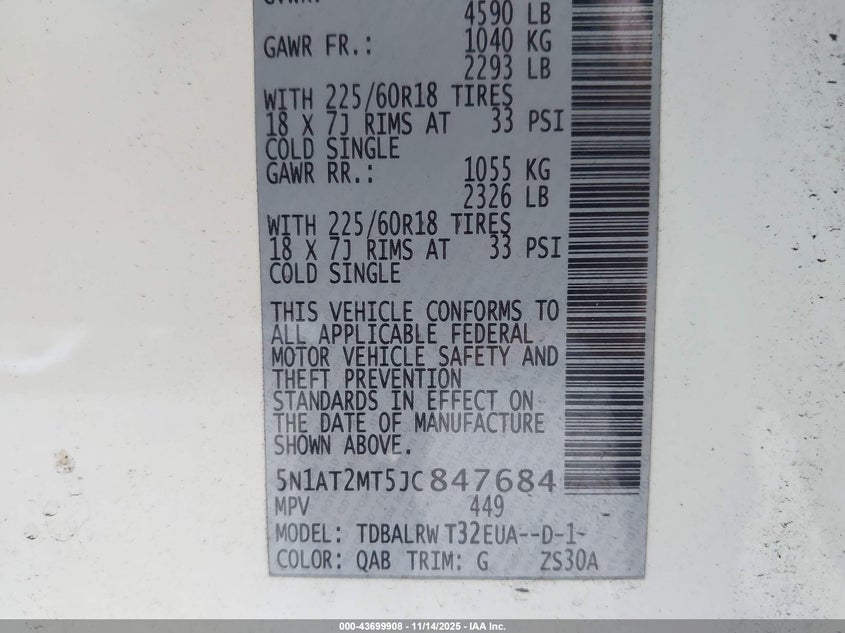 4590 LB
GAWR FR.: 1040 KG
2293 LB
WITH 225/60R18 TIRES
18 X 7J RIMS AT 33 PSI
COLD SINGLE
GAWR RR.: 1055 KG
2326 LB
WITH 225/60R18 TIRES
18 X 7J RIMS AT 33 PSI
COLD SINGLE
THIS VEHICLE CONFORMS TO
ALL APPLICABLE FEDERAL
MOTOR VEHICLE SAFETY AND
THEFT PREVENTION
STANDARDS IN EFFECT ON
THE DATE OF MANUFACTURE
SHOWN ABOVE.
5N1AT2MT5JC847684
MPV 449
MODEL: TDBALRW T32EUA--D-1-
COLOR: QAB TRIM: G ZS30A
000-43699908 - 11/14/2025 - IAA Inc.